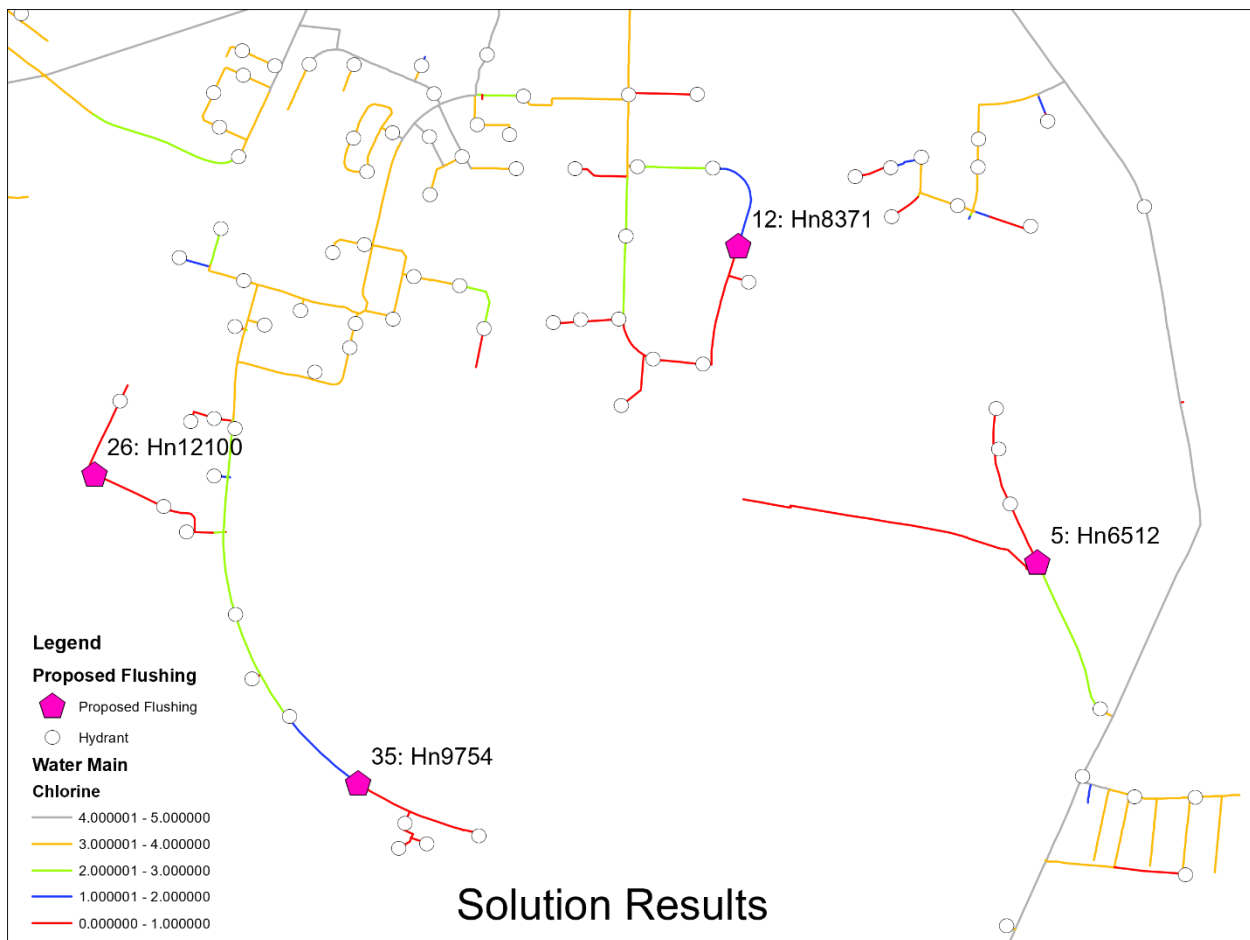 12: Hn8371
26: Hn12100
5: Hn6512
35: Hn9754
Legend
Proposed Flushing
Proposed Flushing
Hydrant
Water Main
Chlorine
4.000001 - 5.000000
3.000001 - 4.000000
2.000001 - 3.000000
1.000001 - 2.000000
0.000000 - 1.000000
Solution Results